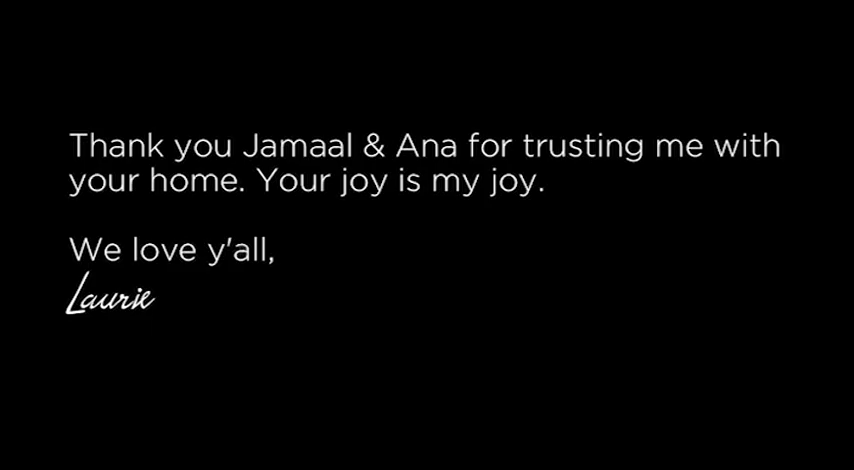 Thank you Jamaal & Ana for trusting me with
your home. Your joy is my joy.
We love y'all,
Laurie